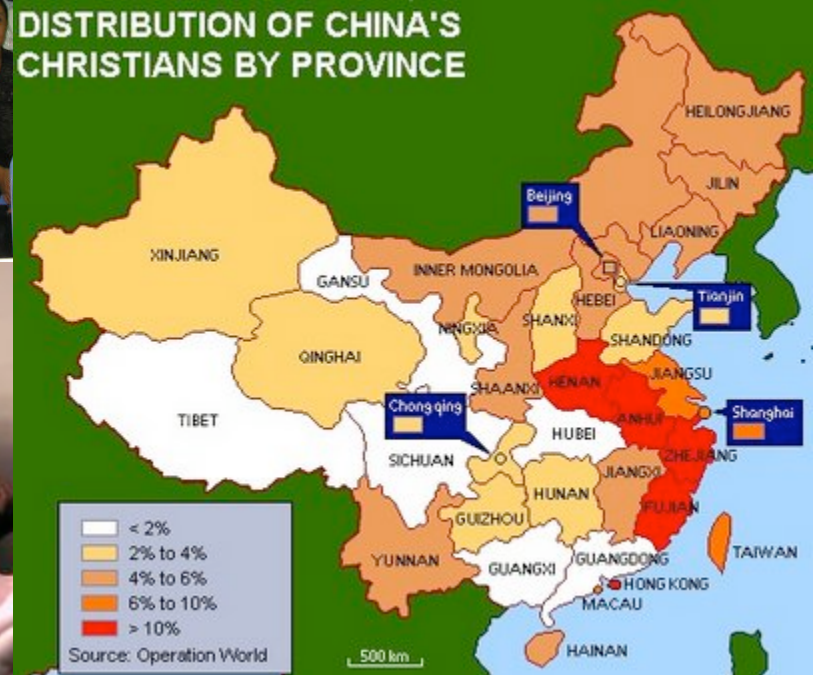 DISTRIBUTION OF CHINA'S
CHRISTIANS BY PROVINCE
HEILONGJIANG
JILIN
Beijing
LIAONING
XINJIANG
GANSU
INNER MONGOLIA
HEBEI
Tianjin
NINGXIA
SHANXI
SHANDONG
QINGHAI
SHAANXI
HENAN
JIANGSU
Chongqing
ANHUI
Shanghai
TIBET
HUBEI
ZHEJIANG
SICHUAN
JIANGXI
HUNAN
FUJIAN
GUIZHOU
YUNNAN
GUANGXI
GUANGDONG
TAIWAN
HONG KONG
MACAU
HAINAN
< 2%
2% to 4%
4% to 6%
6% to 10%
> 10%
Source: Operation World
500 km